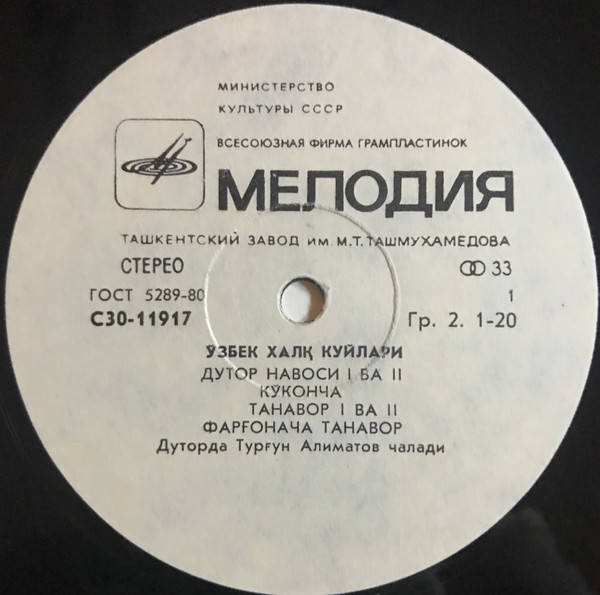 МИНИСТЕРСТВО
КУЛЬТУРЫ СССР
ВСЕСОЮЗНАЯ ФИРМА ГРАМПЛАСТИНОК
МЕЛОДИЯ
ТАШКЕНТСКИЙ ЗАВОД ИМ. М.Т.ТАШМУХАМЕДОВА
СТЕРЕО 33
ГОСТ 5289-80 1
С30-11917 Гр. 2. 1-20
ЎЗБЕК ХАЛҚ КУЙЛАРИ
ДУТОР НАВОСИ I ВА II
КЎКОНЧА
ТАНАВОР I ВА II
ФАРҒОНАЧА ТАНАВОР
Дуторда Турғун Алиматов чалади